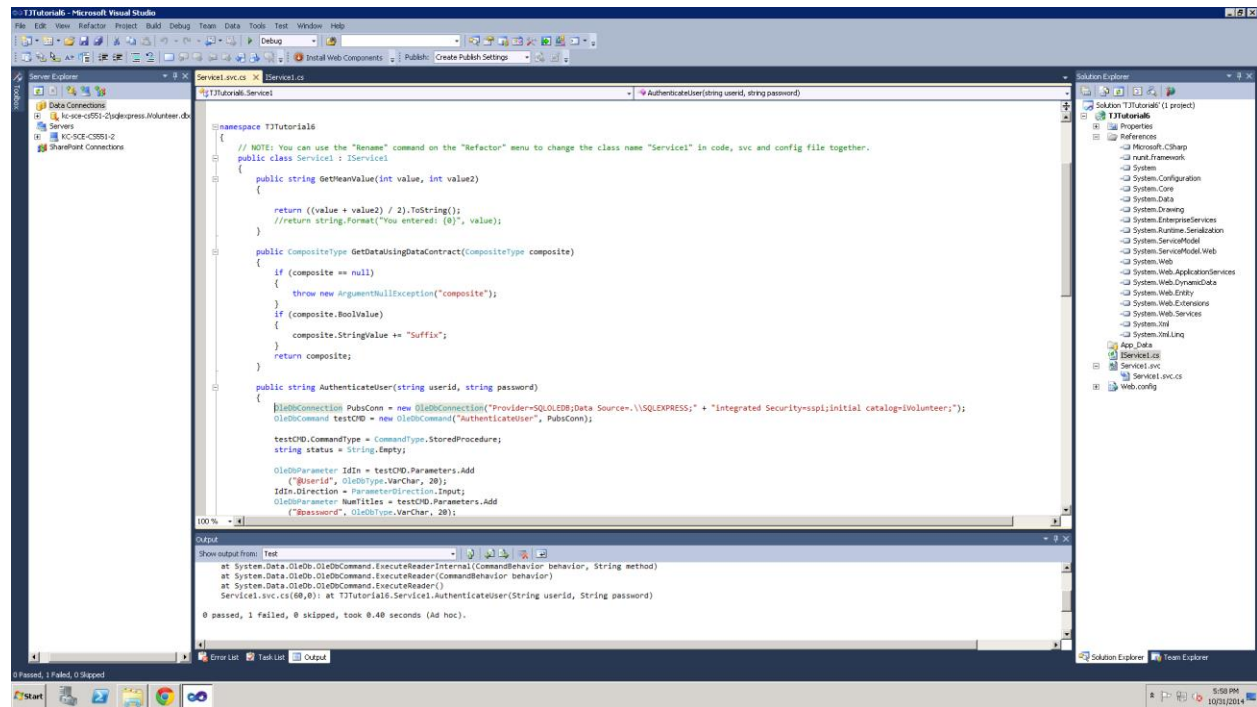 TJTutorial6 - Microsoft Visual Studio
File Edit View Refactor Project Build Debug Team Data Tools Test Window Help
Debug
Install Web Components Publish: Create Publish Settings
Toolbox
Server Explorer
Data Connections
kc-sce-cs551-2\sqlexpress.iVolunteer.db
Servers
KC-SCE-CS551-2
SharePoint Connections
Service1.svc.cs IService1.cs
TJTutorial6.Service1 AuthenticateUser(string userid, string password)
namespace TJTutorial6
{
// NOTE: You can use the "Rename" command on the "Refactor" menu to change the class name "Service1" in code, svc and config file together.
public class Service1 : IService1
{
public string GetMeanValue(int value, int value2)
{
return ((value + value2) / 2).ToString();
//return string.Format("You entered: {0}", value);
}
public CompositeType GetDataUsingDataContract(CompositeType composite)
{
if (composite == null)
{
throw new ArgumentNullException("composite");
}
if (composite.BoolValue)
{
composite.StringValue += "Suffix";
}
return composite;
}
public string AuthenticateUser(string userid, string password)
{
OleDbConnection PubsConn = new OleDbConnection("Provider=SQLOLEDB;Data Source=.\\SQLEXPRESS;" + "integrated Security=sspi;initial catalog=iVolunteer;");
OleDbCommand testCMD = new OleDbCommand("AuthenticateUser", PubsConn);
testCMD.CommandType = CommandType.StoredProcedure;
string status = String.Empty;
OleDbParameter IdIn = testCMD.Parameters.Add
("@Userid", OleDbType.VarChar, 20);
IdIn.Direction = ParameterDirection.Input;
OleDbParameter NumTitles = testCMD.Parameters.Add
("@password", OleDbType.VarChar, 20);
100 %
Output
Show output from: Test
at System.Data.OleDb.OleDbCommand.ExecuteReaderInternal(CommandBehavior behavior, String method)
at System.Data.OleDb.OleDbCommand.ExecuteReader(CommandBehavior behavior)
at System.Data.OleDb.OleDbCommand.ExecuteReader()
Service1.svc.cs(60,0): at TJTutorial6.Service1.AuthenticateUser(String userid, String password)
0 passed, 1 failed, 0 skipped, took 0.40 seconds (Ad hoc).
Error List Task List Output
Solution Explorer
Solution 'TJTutorial6' (1 project)
TJTutorial6
Properties
References
Microsoft.CSharp
nunit.framework
System
System.Configuration
System.Core
System.Data
System.Drawing
System.EnterpriseServices
System.Runtime.Serialization
System.ServiceModel
System.ServiceModel.Web
System.Web
System.Web.ApplicationServices
System.Web.DynamicData
System.Web.Entity
System.Web.Extensions
System.Web.Services
System.Xml
System.Xml.Linq
App_Data
IService1.cs
Service1.svc
Service1.svc.cs
Web.config
Solution Explorer Team Explorer
0 Passed, 1 Failed, 0 Skipped
Start
5:58 PM
10/31/2014